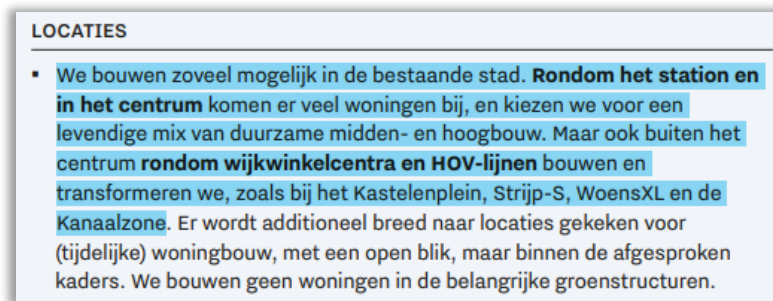 LOCATIES
▪ We bouwen zoveel mogelijk in de bestaande stad. Rondom het station en
in het centrum komen er veel woningen bij, en kiezen we voor een
levendige mix van duurzame midden- en hoogbouw. Maar ook buiten het
centrum rondom wijkwinkelcentra en HOV-lijnen bouwen en
transformeren we, zoals bij het Kastelenplein, Strijp-S, WoensXL en de
Kanaalzone. Er wordt additioneel breed naar locaties gekeken voor
(tijdelijke) woningbouw, met een open blik, maar binnen de afgesproken
kaders. We bouwen geen woningen in de belangrijke groenstructuren.